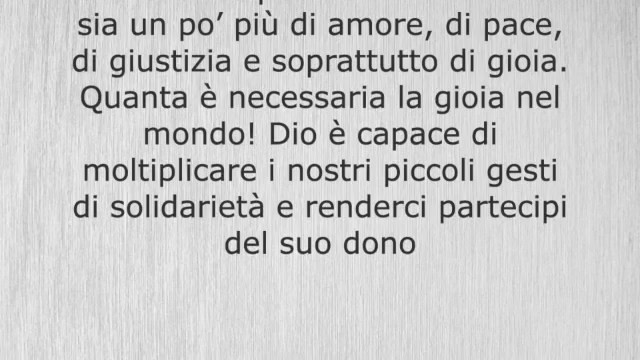 sia un po’ più di amore, di pace,
di giustizia e soprattutto di gioia.
Quanta è necessaria la gioia nel
mondo! Dio è capace di
moltiplicare i nostri piccoli gesti
di solidarietà e renderci partecipi
del suo dono